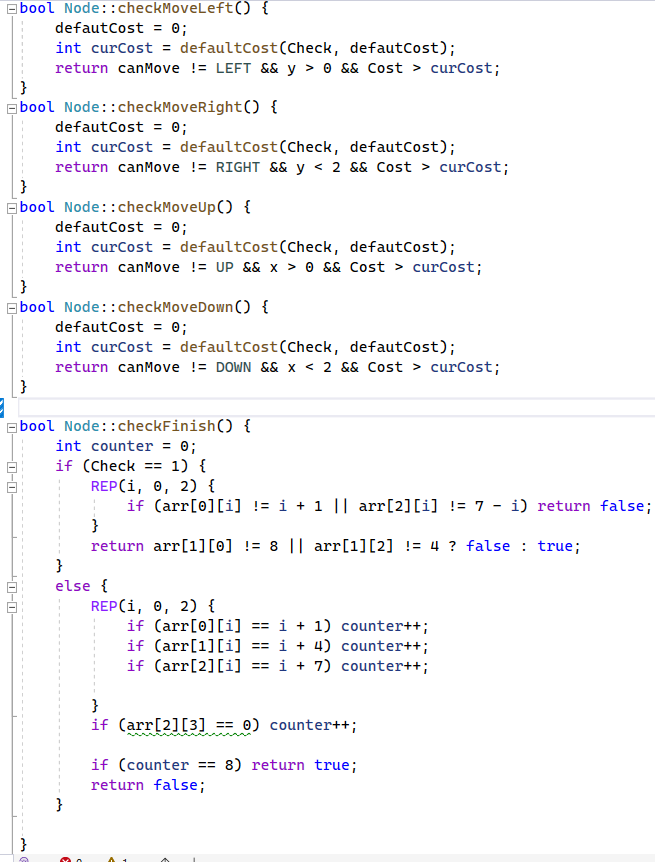 bool Node::checkMoveLeft() {
    defautCost = 0;
    int curCost = defaultCost(Check, defautCost);
    return canMove != LEFT && y > 0 && Cost > curCost;
}
bool Node::checkMoveRight() {
    defautCost = 0;
    int curCost = defaultCost(Check, defautCost);
    return canMove != RIGHT && y < 2 && Cost > curCost;
}
bool Node::checkMoveUp() {
    defautCost = 0;
    int curCost = defaultCost(Check, defautCost);
    return canMove != UP && x > 0 && Cost > curCost;
}
bool Node::checkMoveDown() {
    defautCost = 0;
    int curCost = defaultCost(Check, defautCost);
    return canMove != DOWN && x < 2 && Cost > curCost;
}
bool Node::checkFinish() {
    int counter = 0;
    if (Check == 1) {
        REP(i, 0, 2) {
            if (arr[0][i] != i + 1 || arr[2][i] != 7 - i) return false;
        }
        return arr[1][0] != 8 || arr[1][2] != 4 ? false : true;
    }
    else {
        REP(i, 0, 2) {
            if (arr[0][i] == i + 1) counter++;
            if (arr[1][i] == i + 4) counter++;
            if (arr[2][i] == i + 7) counter++;
        }
        if (arr[2][3] == 0) counter++;
        if (counter == 8) return true;
        return false;
    }
}